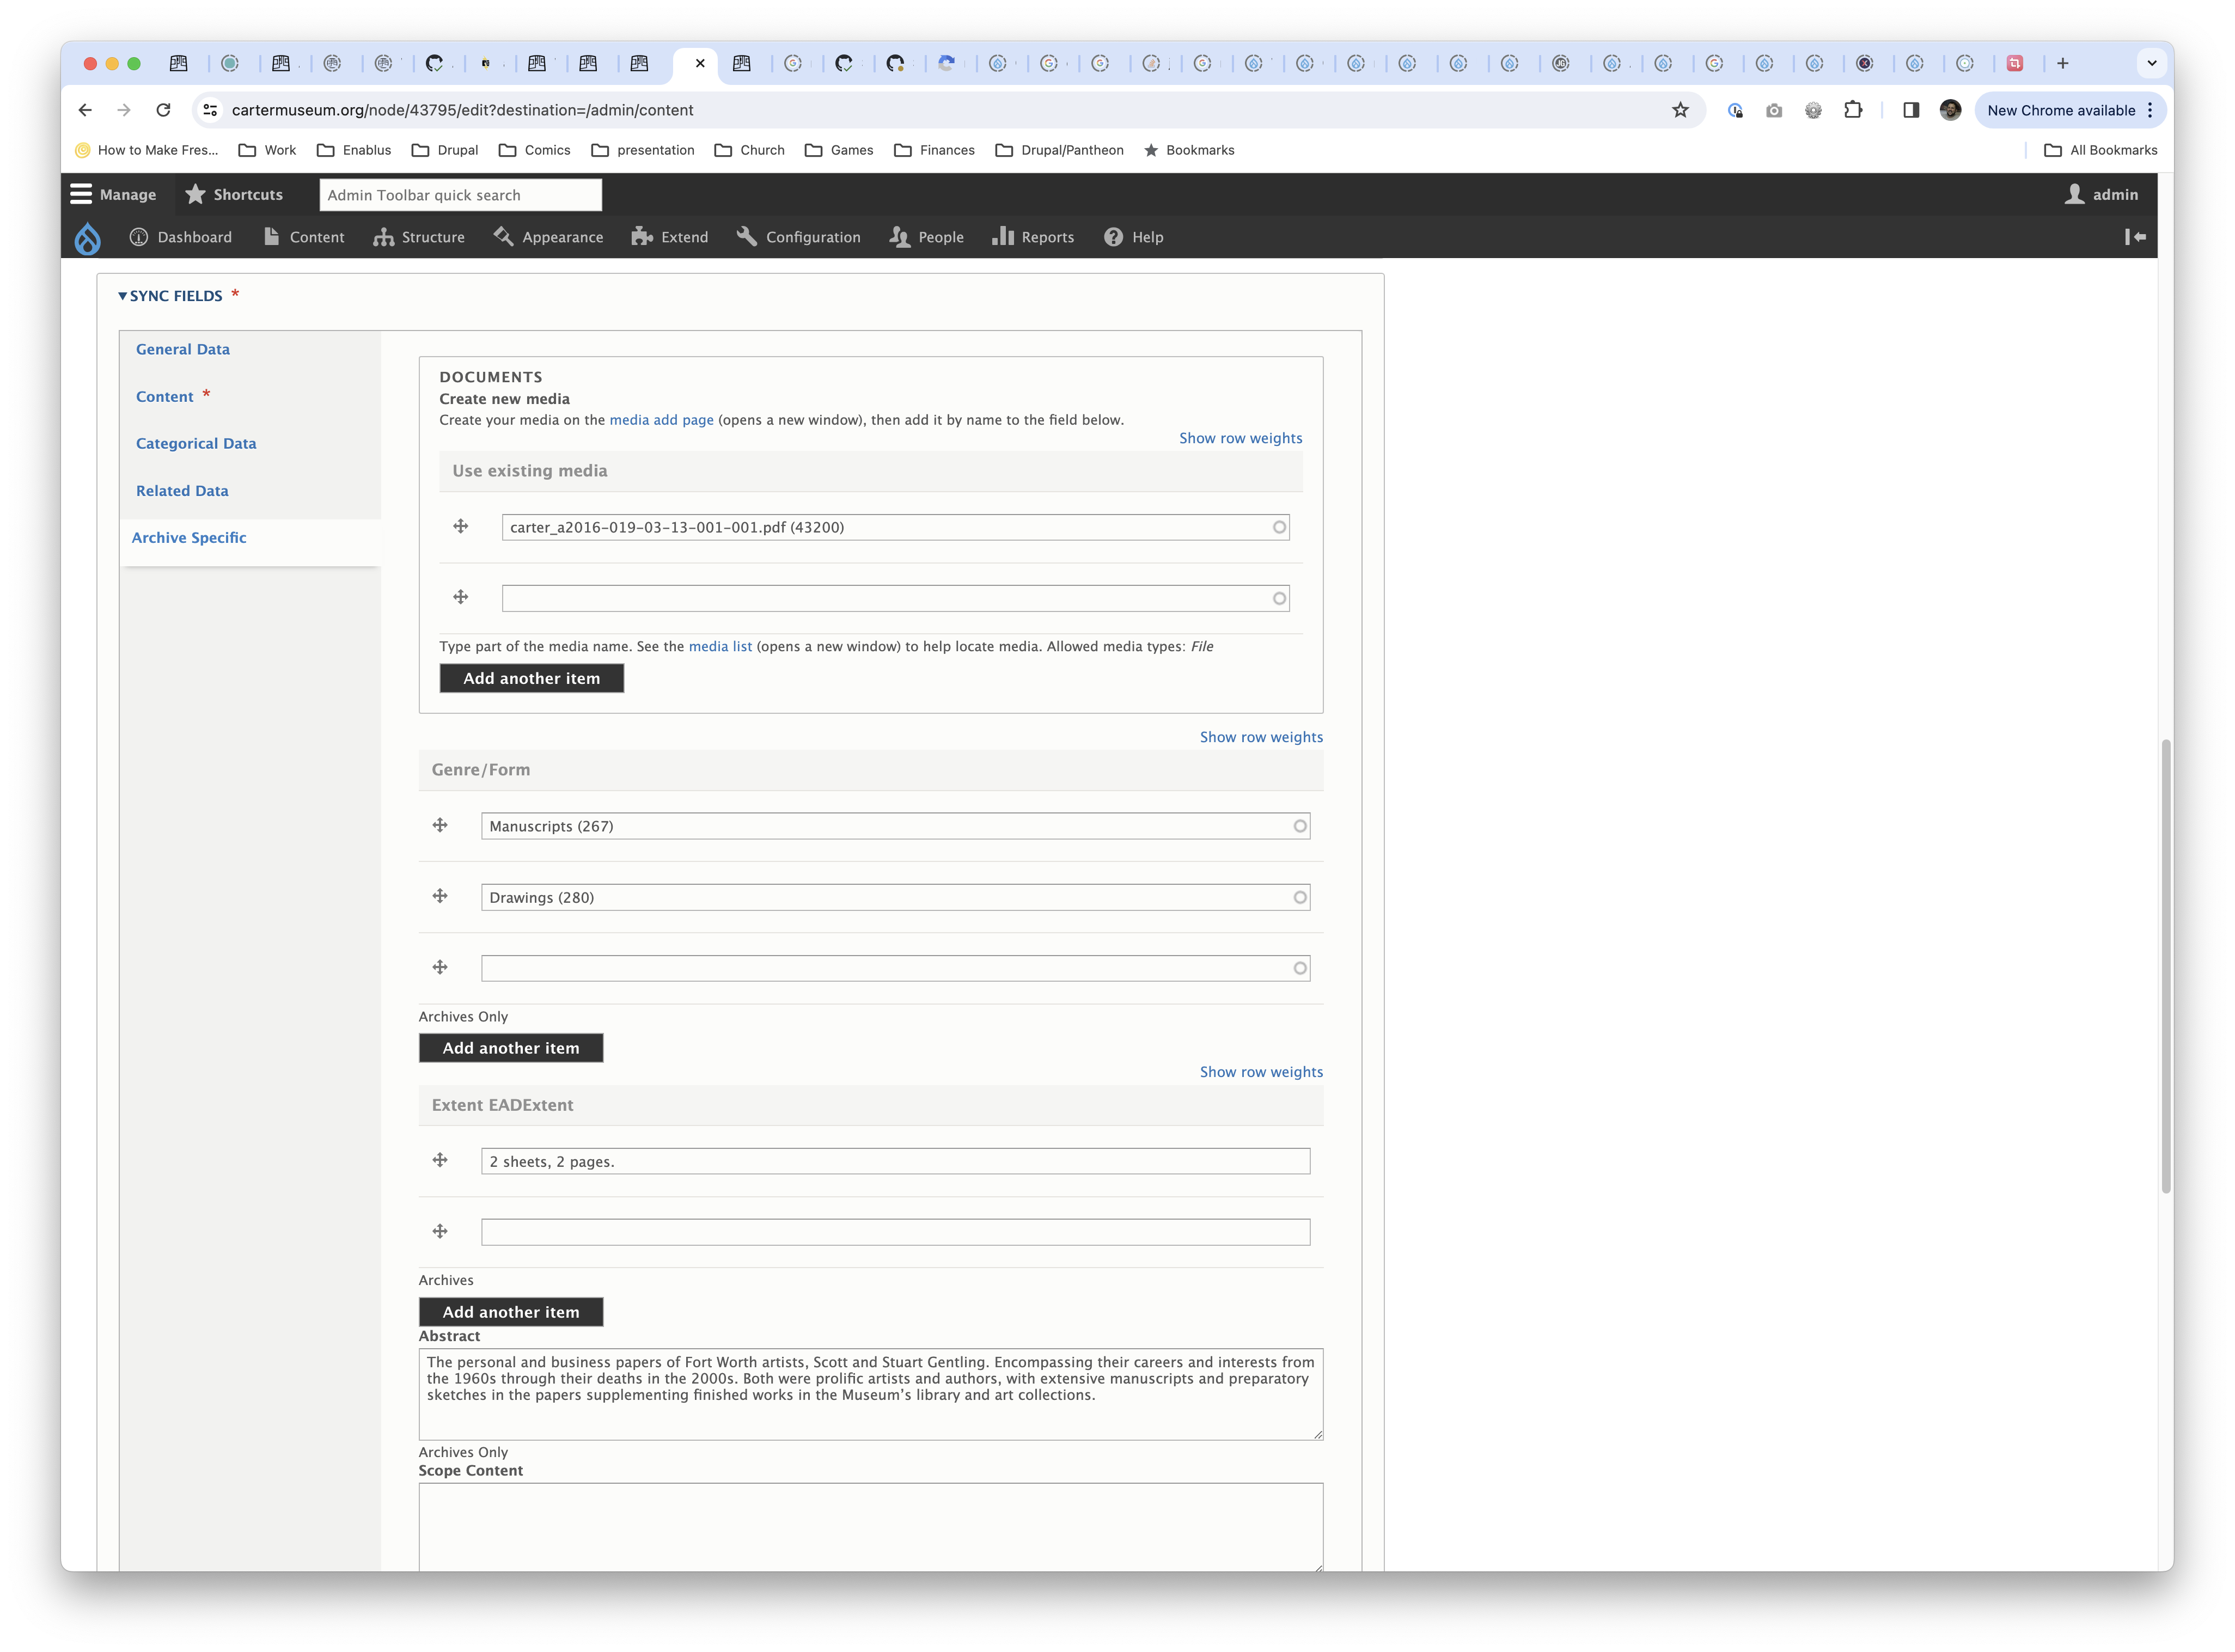 cartermuseum.org/node/43795/edit?destination=/admin/content
New Chrome available
How to Make Fres... Work Enablus Drupal Comics presentation Church Games Finances Drupal/Pantheon Bookmarks All Bookmarks
Manage Shortcuts Admin Toolbar quick search admin
Dashboard Content Structure Appearance Extend Configuration People Reports Help
SYNC FIELDS *
General Data
Content *
Categorical Data
Related Data
Archive Specific
DOCUMENTS
Create new media
Create your media on the media add page (opens a new window), then add it by name to the field below.
Show row weights
Use existing media
carter_a2016-019-03-13-001-001.pdf (43200)
Type part of the media name. See the media list (opens a new window) to help locate media. Allowed media types: File
Add another item
Show row weights
Genre/Form
Manuscripts (267)
Drawings (280)
Archives Only
Add another item
Show row weights
Extent EADExtent
2 sheets, 2 pages.
Archives
Add another item
Abstract
The personal and business papers of Fort Worth artists, Scott and Stuart Gentling. Encompassing their careers and interests from
the 1960s through their deaths in the 2000s. Both were prolific artists and authors, with extensive manuscripts and preparatory
sketches in the papers supplementing finished works in the Museum's library and art collections.
Archives Only
Scope Content